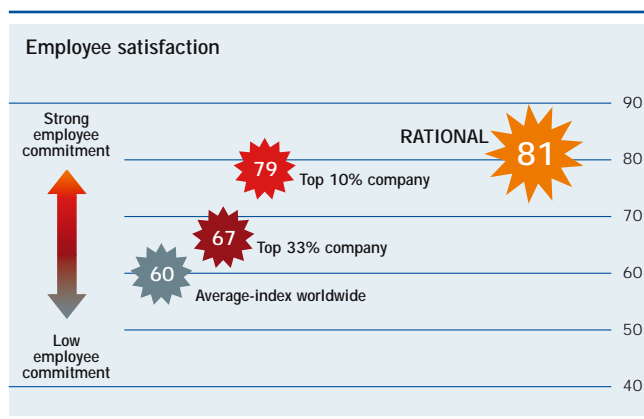 Employee satisfaction
90
Strong
employee
commitment
RATIONAL
81
80
79
Top 10% company
70
67
Top 33% company
60
60
Average-index worldwide
50
Low
employee
commitment
40